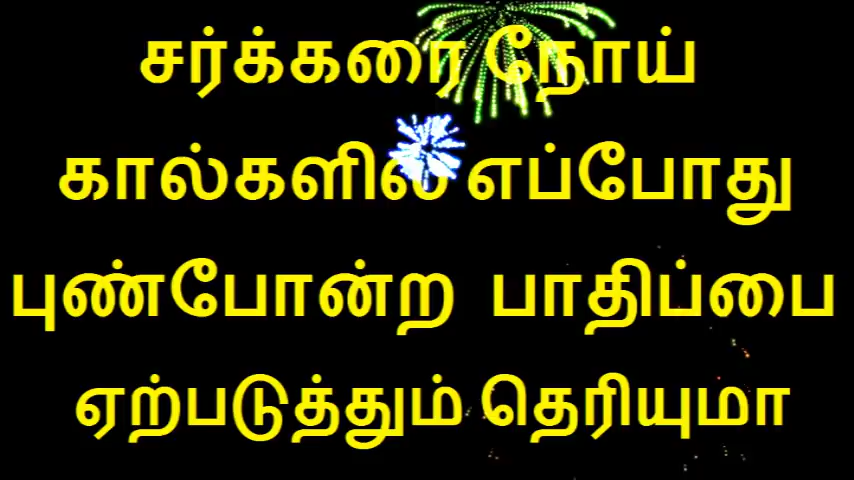 சர்க்கரை நோய்
கால்களில் எப்போது
புண்போன்ற பாதிப்பை
ஏற்படுத்தும் தெரியுமா